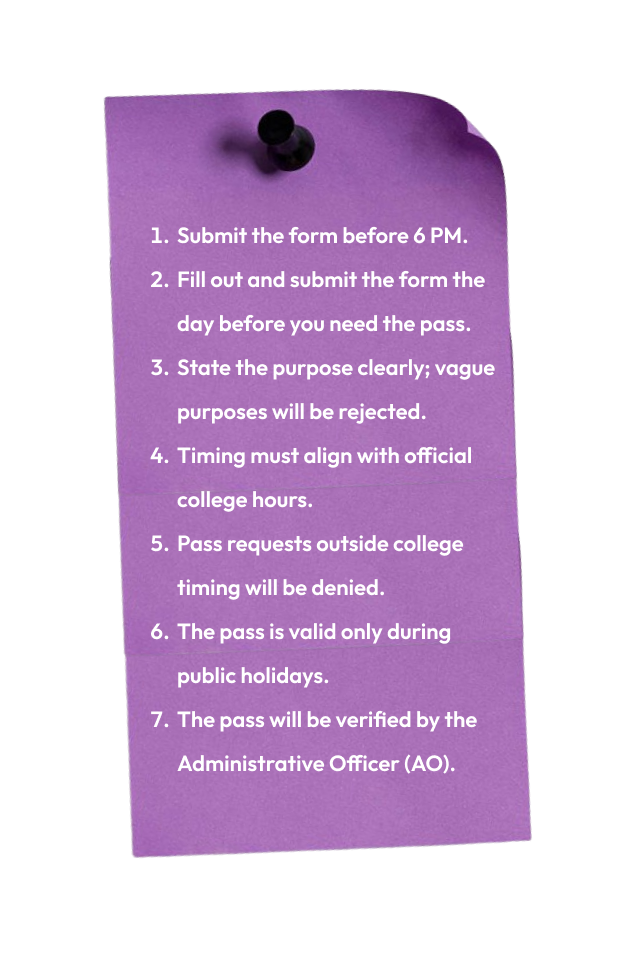 1. Submit the form before 6 PM.
2. Fill out and submit the form the
day before you need the pass.
3. State the purpose clearly; vague
purposes will be rejected.
4. Timing must align with official
college hours.
5. Pass requests outside college
timing will be denied.
6. The pass is valid only during
public holidays.
7. The pass will be verified by the
Administrative Officer (AO).